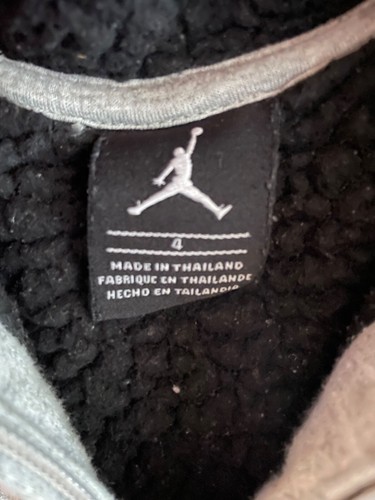 4
MADE IN THAILAND
FABRIQUE EN THAILANDE
HECHO EN TAILANDIA